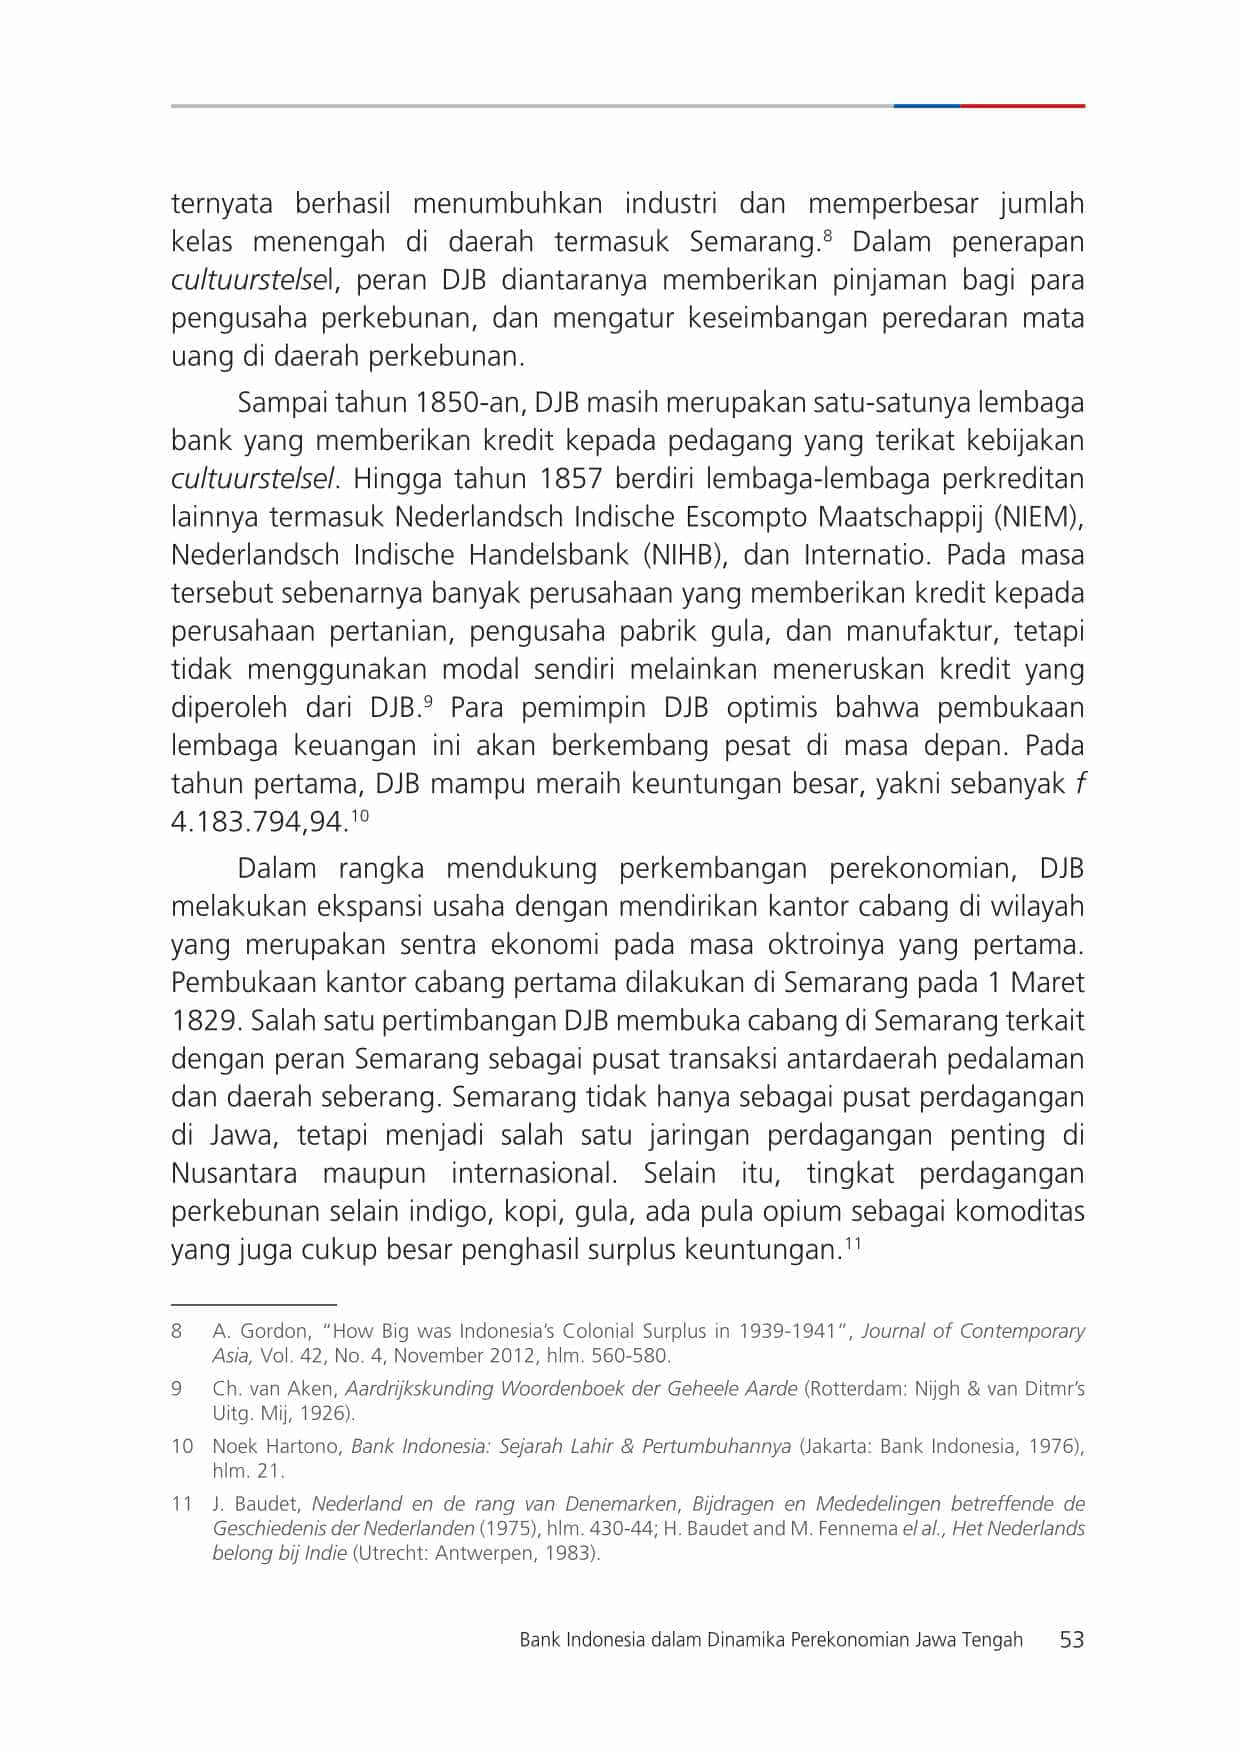 ternyata berhasil menumbuhkan industri dan memperbesar jumlah
kelas menengah di daerah termasuk Semarang.⁸ Dalam penerapan
cultuurstelsel, peran DJB diantaranya memberikan pinjaman bagi para
pengusaha perkebunan, dan mengatur keseimbangan peredaran mata
uang di daerah perkebunan.
Sampai tahun 1850-an, DJB masih merupakan satu-satunya lembaga
bank yang memberikan kredit kepada pedagang yang terikat kebijakan
cultuurstelsel. Hingga tahun 1857 berdiri lembaga-lembaga perkreditan
lainnya termasuk Nederlandsch Indische Escompto Maatschappij (NIEM),
Nederlandsch Indische Handelsbank (NIHB), dan Internatio. Pada masa
tersebut sebenarnya banyak perusahaan yang memberikan kredit kepada
perusahaan pertanian, pengusaha pabrik gula, dan manufaktur, tetapi
tidak menggunakan modal sendiri melainkan meneruskan kredit yang
diperoleh dari DJB.⁹ Para pemimpin DJB optimis bahwa pembukaan
lembaga keuangan ini akan berkembang pesat di masa depan. Pada
tahun pertama, DJB mampu meraih keuntungan besar, yakni sebanyak f
4.183.794,94.¹⁰
Dalam rangka mendukung perkembangan perekonomian, DJB
melakukan ekspansi usaha dengan mendirikan kantor cabang di wilayah
yang merupakan sentra ekonomi pada masa oktroinya yang pertama.
Pembukaan kantor cabang pertama dilakukan di Semarang pada 1 Maret
1829. Salah satu pertimbangan DJB membuka cabang di Semarang terkait
dengan peran Semarang sebagai pusat transaksi antardaerah pedalaman
dan daerah seberang. Semarang tidak hanya sebagai pusat perdagangan
di Jawa, tetapi menjadi salah satu jaringan perdagangan penting di
Nusantara maupun internasional. Selain itu, tingkat perdagangan
perkebunan selain indigo, kopi, gula, ada pula opium sebagai komoditas
yang juga cukup besar penghasil surplus keuntungan.¹¹
8 A. Gordon, “How Big was Indonesia’s Colonial Surplus in 1939-1941”, Journal of Contemporary
Asia, Vol. 42, No. 4, November 2012, hlm. 560-580.
9 Ch. van Aken, Aardrijkskunding Woordenboek der Geheele Aarde (Rotterdam: Nijgh & van Ditmr’s
Uitg. Mij, 1926).
10 Noek Hartono, Bank Indonesia: Sejarah Lahir & Pertumbuhannya (Jakarta: Bank Indonesia, 1976),
hlm. 21.
11 J. Baudet, Nederland en de rang van Denemarken, Bijdragen en Mededelingen betreffende de
Geschiedenis der Nederlanden (1975), hlm. 430-44; H. Baudet and M. Fennema el al., Het Nederlands
belong bij Indie (Utrecht: Antwerpen, 1983).
Bank Indonesia dalam Dinamika Perekonomian Jawa Tengah 53